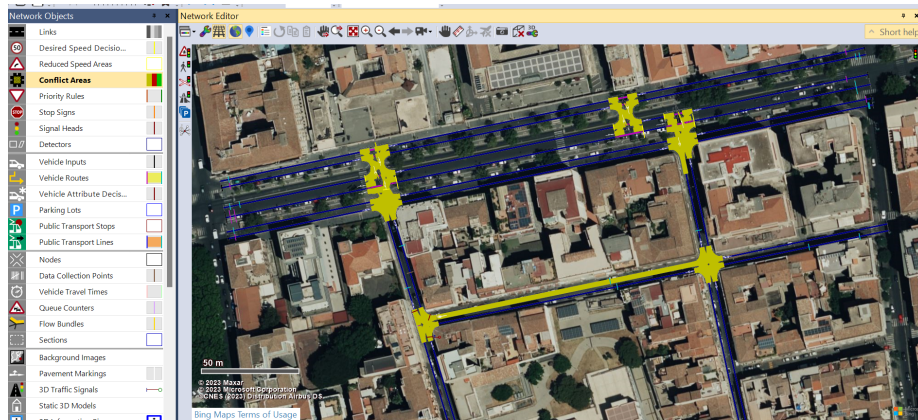 Network Objects
Network Editor
Short help
Links
50
Desired Speed Decisio...
Reduced Speed Areas
Conflict Areas
Priority Rules
STOP
Stop Signs
Signal Heads
Detectors
Vehicle Inputs
Vehicle Routes
Vehicle Attribute Decis...
P
Parking Lots
Public Transport Stops
Public Transport Lines
Nodes
Data Collection Points
Vehicle Travel Times
Queue Counters
Flow Bundles
Sections
Background Images
Pavement Markings
3D Traffic Signals
Static 3D Models
50 m
© 2023 Maxar
© 2023 Microsoft Corporation
CNES (2023) Distribution Airbus DS
Bing Maps Terms of Usage